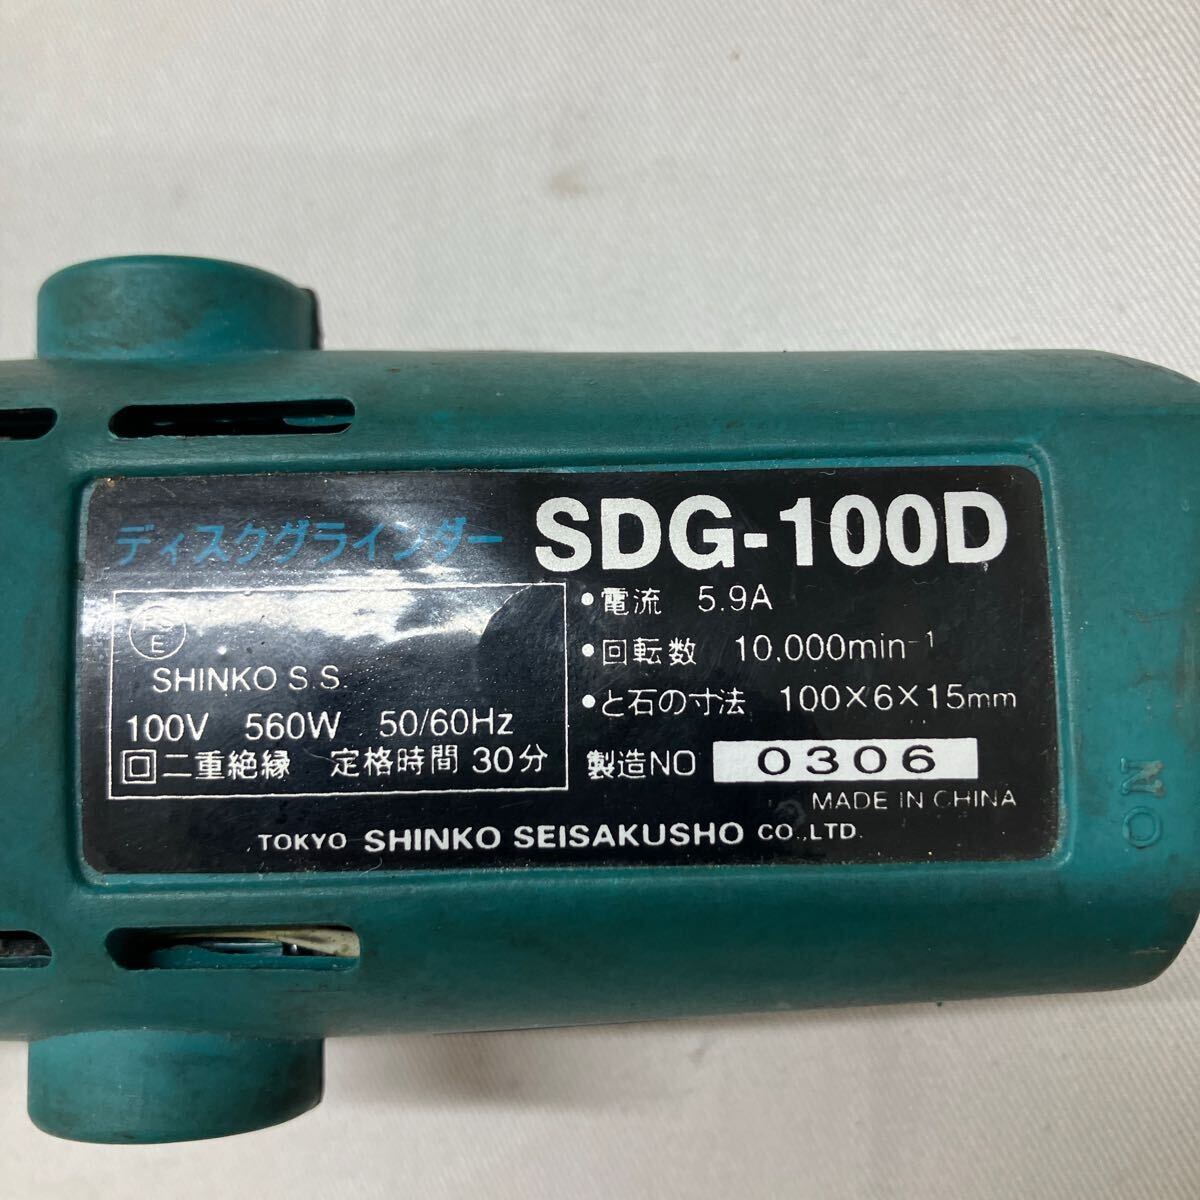 ディスクグラインダー SDG-100D
PS
E
SHINKO S.S
100V 560W 50/60Hz
回二重絶縁 定格時間 30分
・電流 5.9A
・回転数 10,000min⁻¹
・と石の寸法 100×6×15mm
製造NO 0306
MADE IN CHINA
TOKYO SHINKO SEISAKUSHO CO.,LTD.
ON